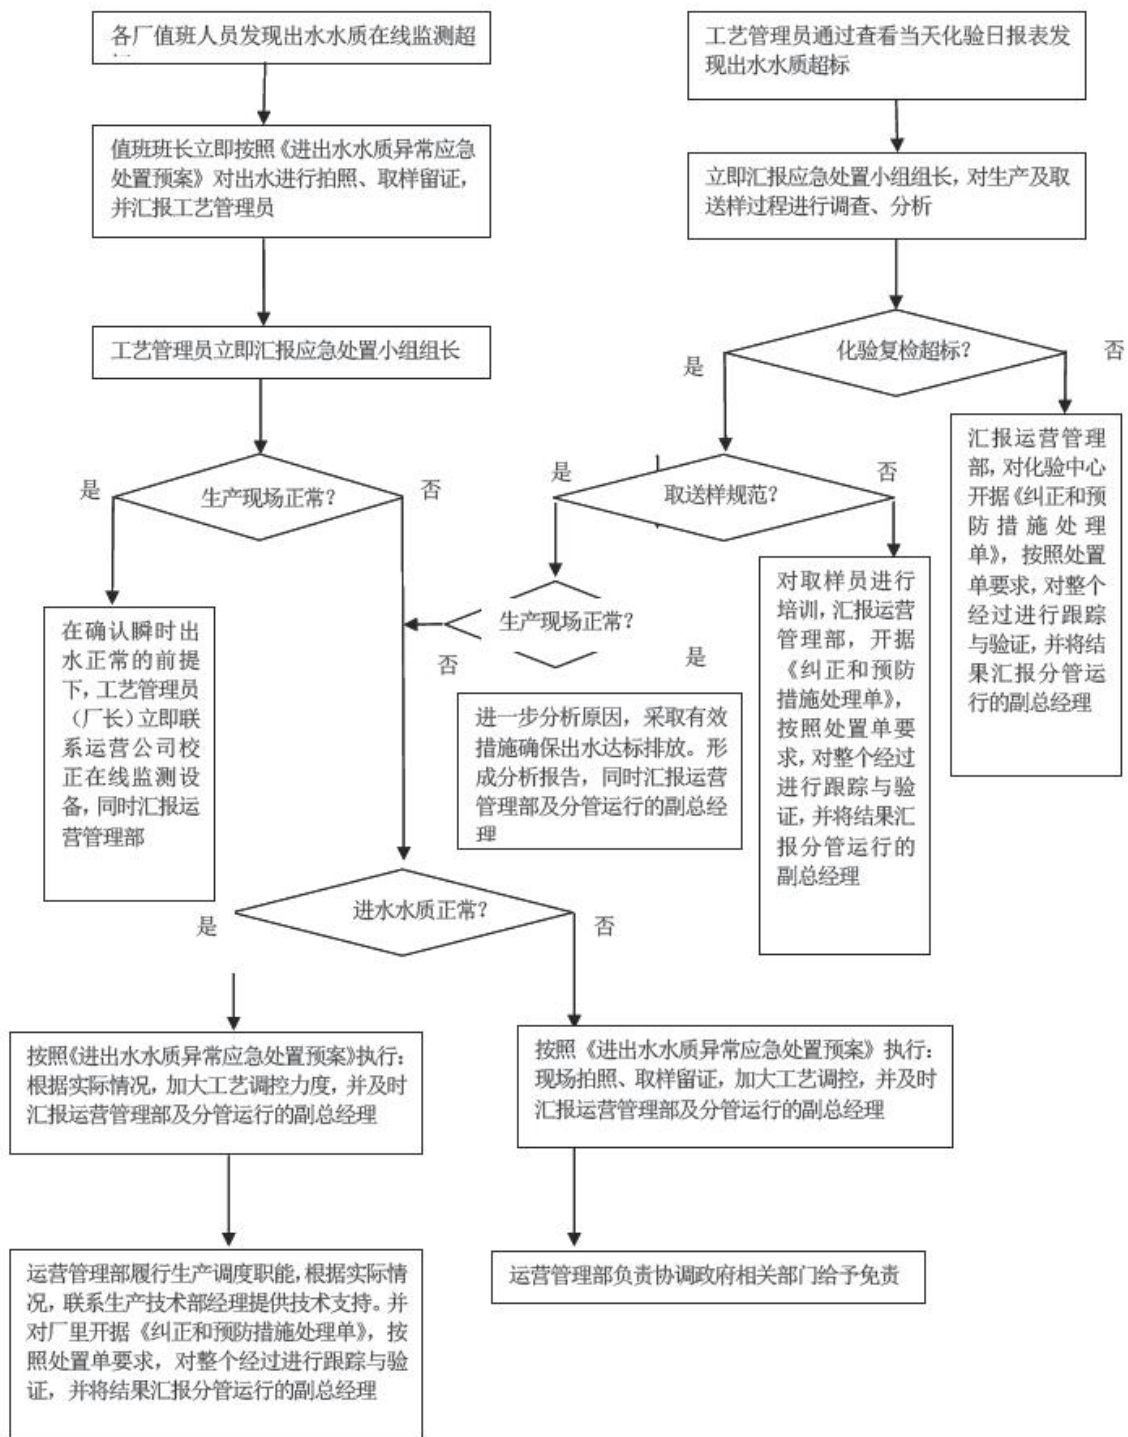 各厂值班人员发现出水水质在线监测超
工艺管理员通过查看当天化验日报表发
现出水水质超标
值班班长立即按照《进出水水质异常应急
处置预案》对出水进行拍照、取样留证，
并汇报工艺管理员
立即汇报应急处置小组组长，对生产及取
送样过程进行调查、分析
工艺管理员立即汇报应急处置小组组长
化验复检超标？
是
否
生产现场正常？
是
否
取送样规范？
是
否
汇报运营管理
部，对化验中心
开据《纠正和预
防措施处理
单》，按照处置
单要求，对整个
经过进行跟踪
与验证，并将结
果汇报分管运
行的副总经理
在确认瞬时出
水正常的前提
下，工艺管理员
（厂长）立即联
系运营公司校
正在线监测设
备，同时汇报运
营管理部
生产现场正常？
否
是
对取样员进行
培训，汇报运营
管理部，开据
《纠正和预防
措施处理单》，
按照处置单要
求，对整个经过
进行跟踪与验
证，并将结果汇
报分管运行的
副总经理
进一步分析原因，采取有效
措施确保出水达标排放。形
成分析报告，同时汇报运营
管理部及分管运行的副总经
理
进水水质正常？
是
否
按照《进出水水质异常应急处置预案》执行：
根据实际情况，加大工艺调控力度，并及时
汇报运营管理部及分管运行的副总经理
按照《进出水水质异常应急处置预案》执行：
现场拍照、取样留证，加大工艺调控，并及时
汇报运营管理部及分管运行的副总经理
运营管理部履行生产调度职能，根据实际情
况，联系生产技术部经理提供技术支持。并
对厂里开据《纠正和预防措施处理单》，按
照处置单要求，对整个经过进行跟踪与验
证，并将结果汇报分管运行的副总经理
运营管理部负责协调政府相关部门给予免责